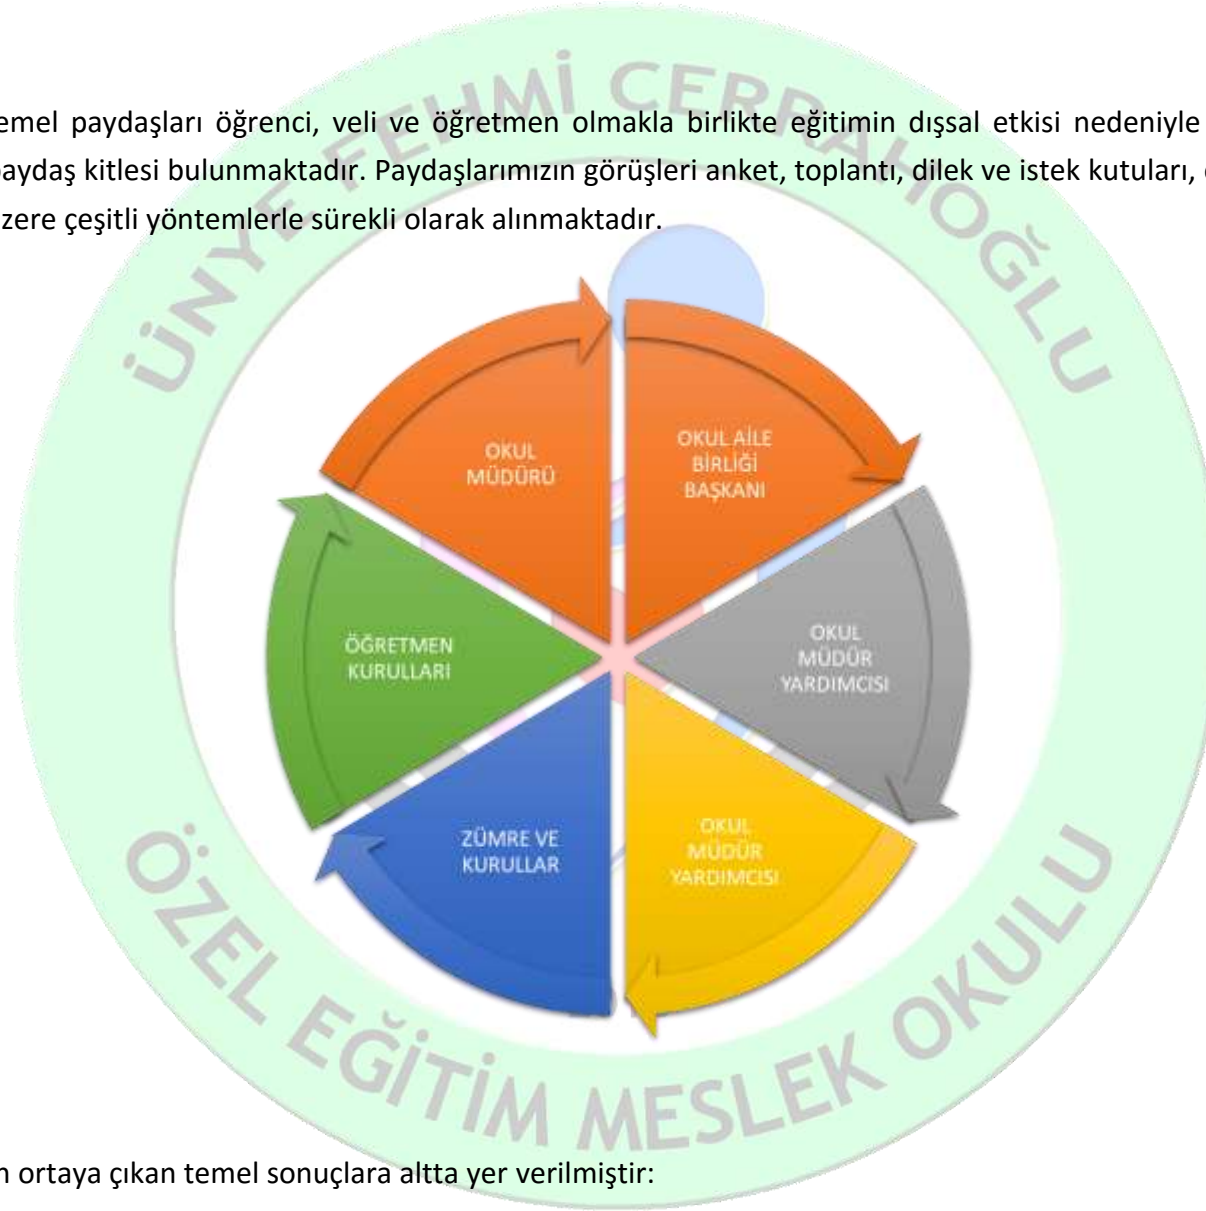 ÜNYE FEHMİ CERRAHOĞLU
emel paydaşları öğrenci, veli ve öğretmen olmakla birlikte eğitimin dışsal etkisi nedeniyle
paydaş kitlesi bulunmaktadır. Paydaşlarımızın görüşleri anket, toplantı, dilek ve istek kutuları,
zere çeşitli yöntemlerle sürekli olarak alınmaktadır.
OKUL
MÜDÜRÜ
OKUL AİLE
BİRLİĞİ
BAŞKANI
OKUL
MÜDÜR
YARDIMCISI
OKUL
MÜDÜR
YARDIMCISI
ZÜMRE VE
KURULLAR
ÖĞRETMEN
KURULLARI
ÖZEL EĞİTİM MESLEK OKULU
n ortaya çıkan temel sonuçlara altta yer verilmiştir: